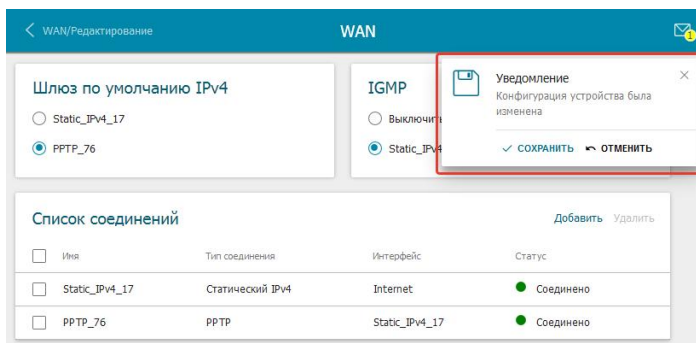 WAN/Редактирование
WAN
1
Шлюз по умолчанию IPv4
Static_IPv4_17
PPTP_76
IGMP
Выключить
Static_IPv4
Уведомление
Конфигурация устройства была
изменена
СОХРАНИТЬ ОТМЕНИТЬ
Список соединений
Добавить Удалить
Имя Тип соединения Интерфейс Статус
Static_IPv4_17 Статический IPv4 Internet Соединено
PPTP_76 PPTP Static_IPv4_17 Соединено